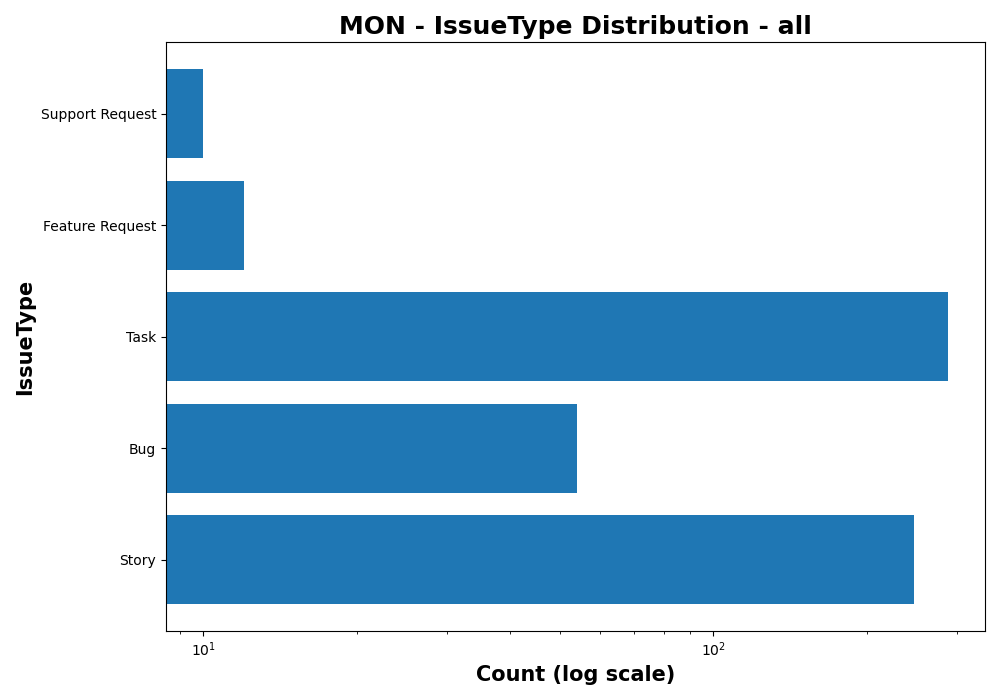 MON - IssueType Distribution - all
Support Request
Feature Request
Task
Bug
Story
IssueType
10¹
10²
Count (log scale)